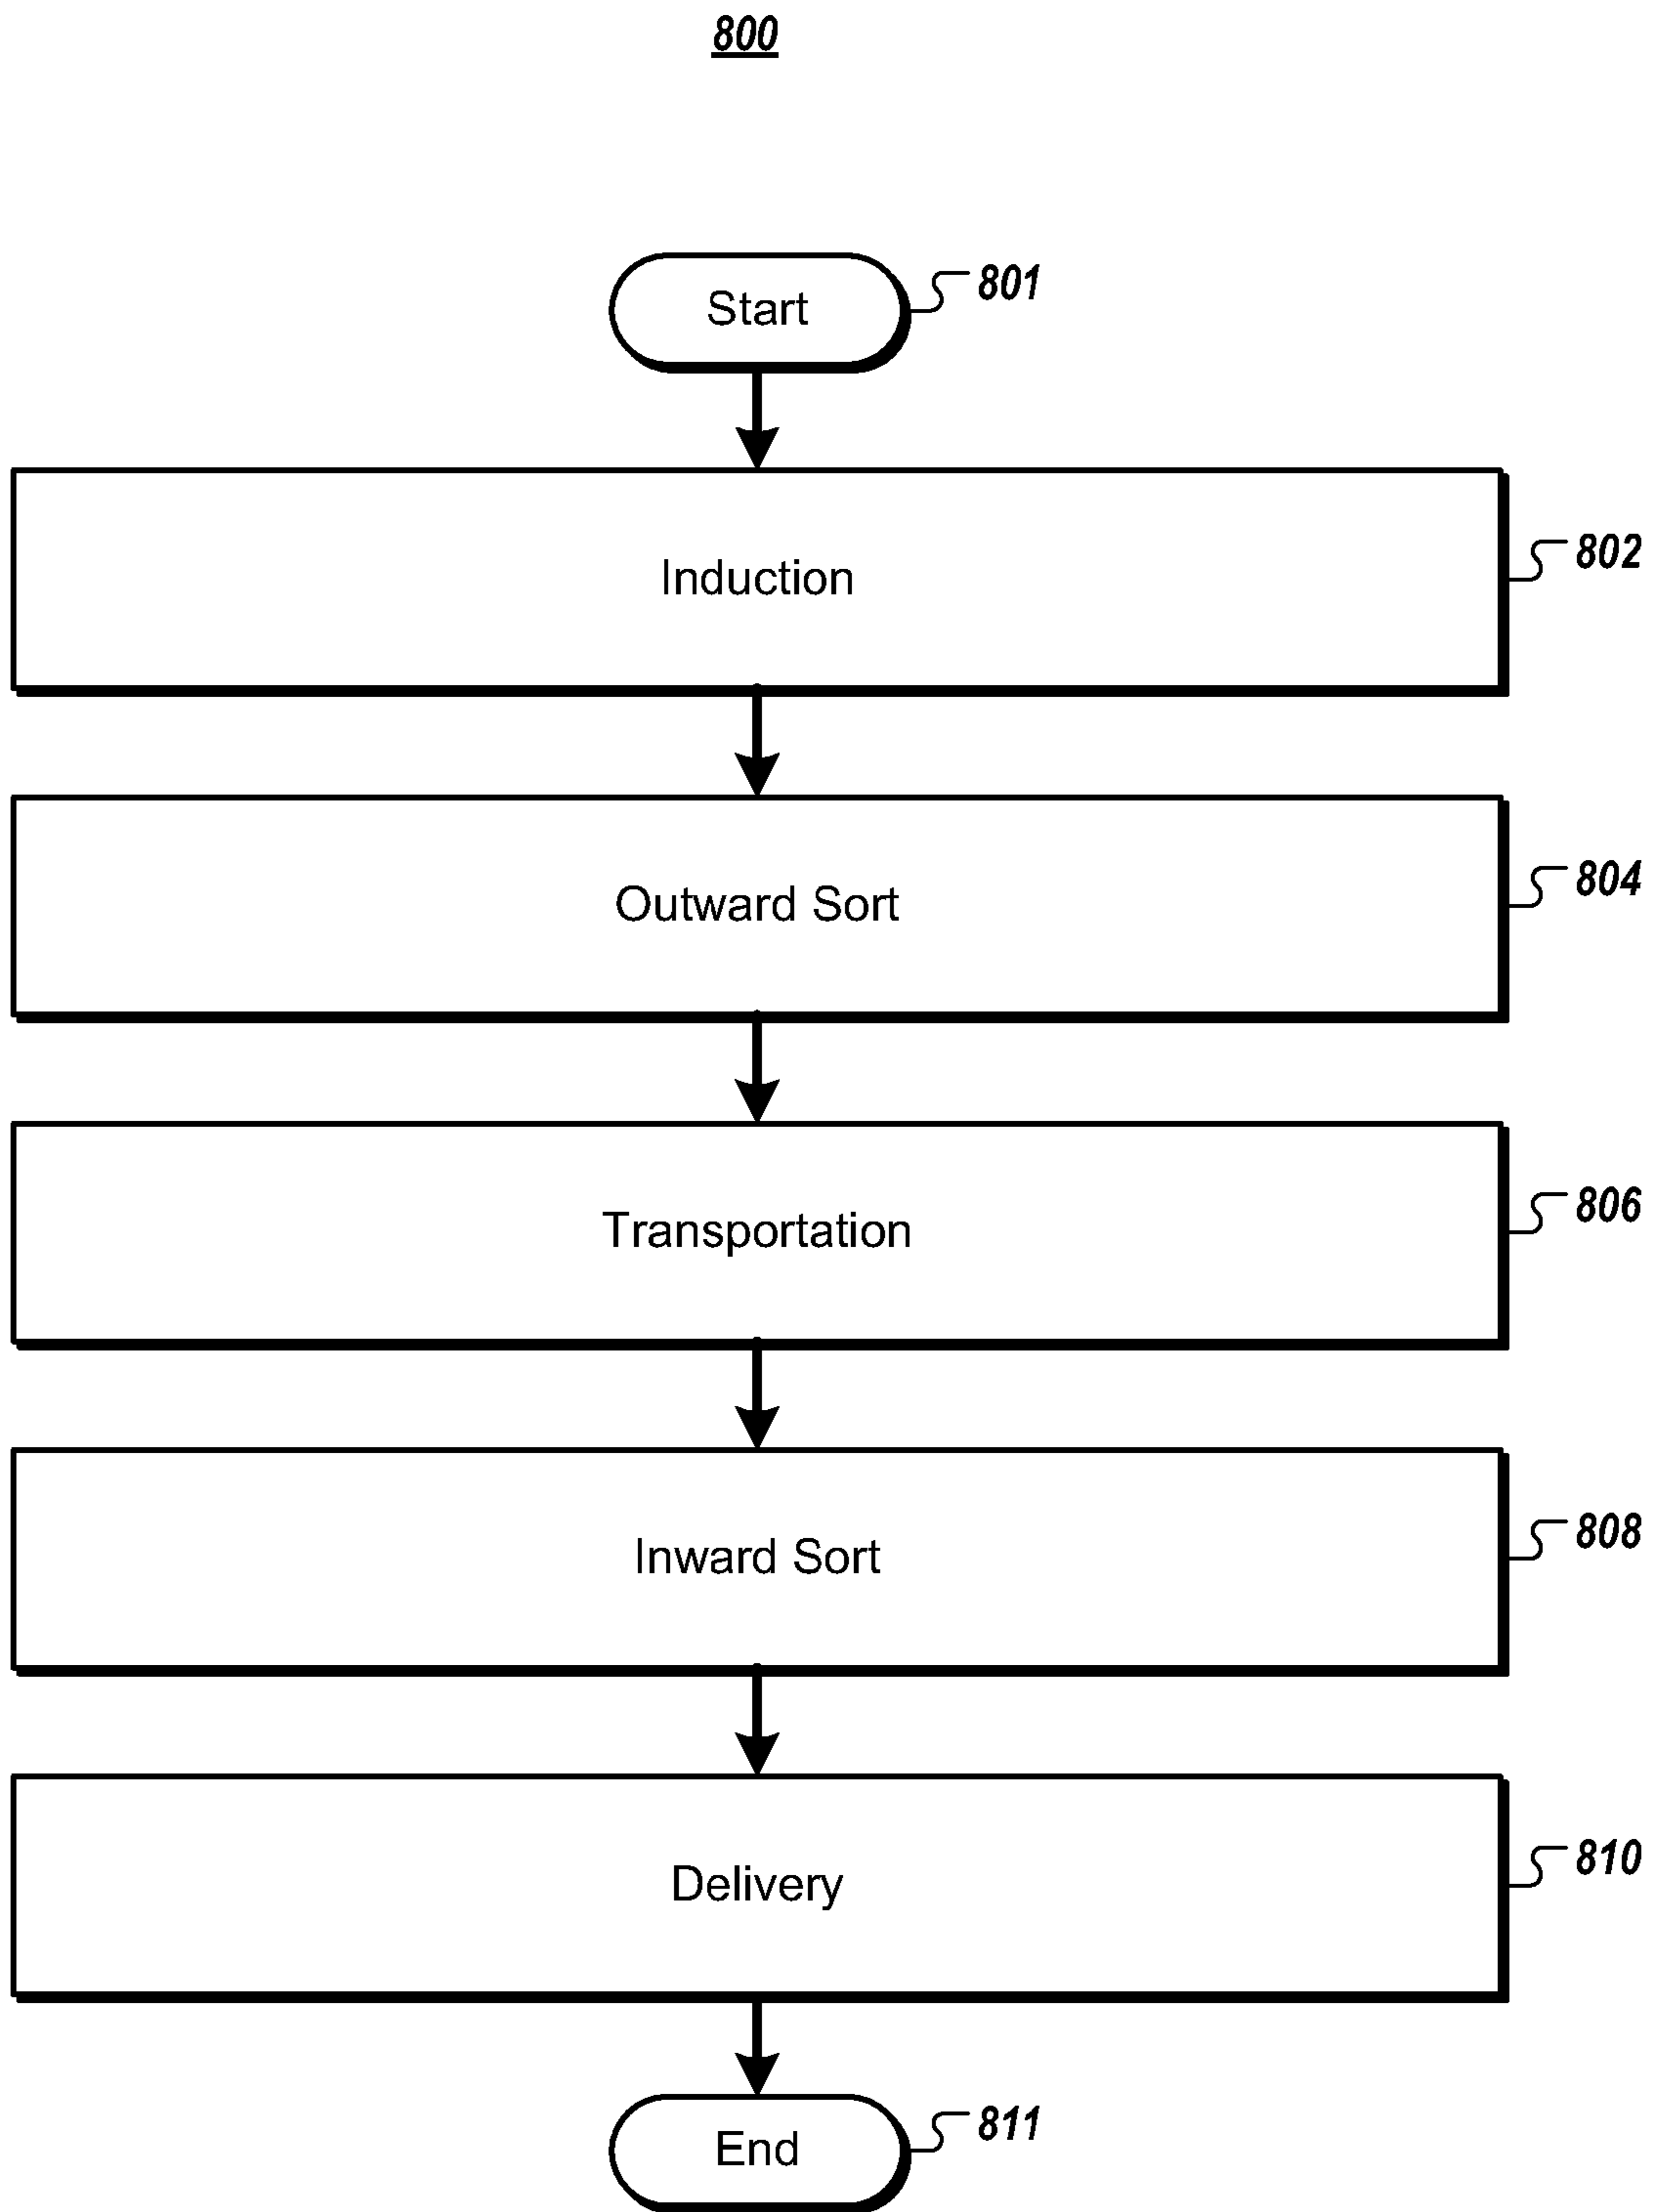 800
Start
801
Induction
802
Outward Sort
804
Transportation
806
Inward Sort
808
Delivery
810
End
811